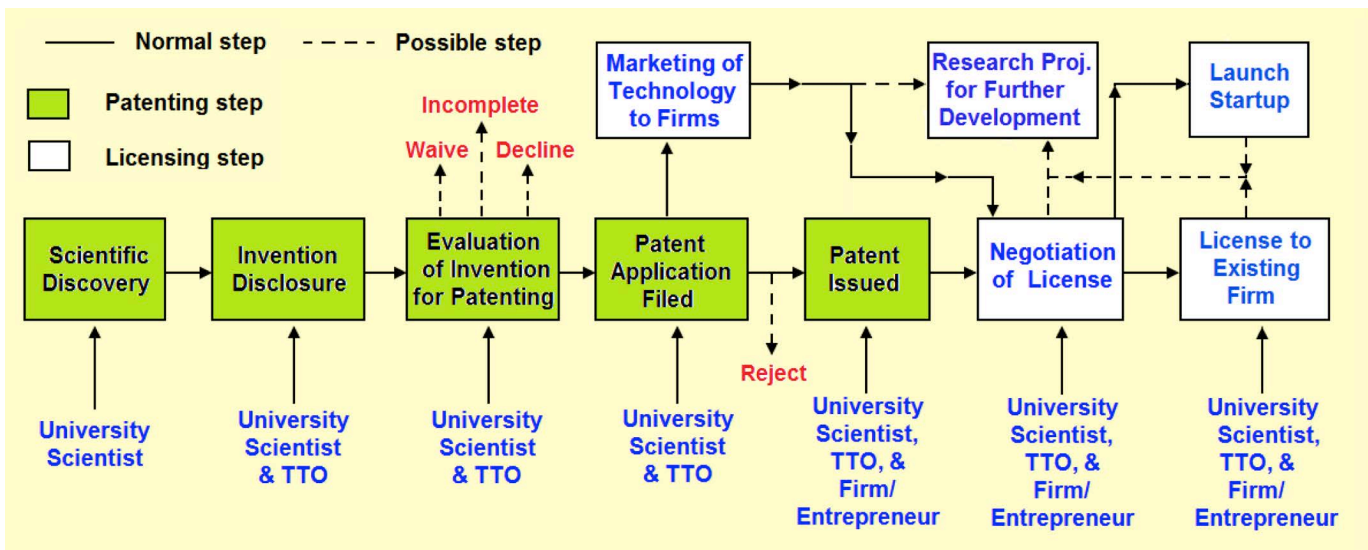 Normal step
Possible step
Patenting step
Licensing step
Incomplete
Waive
Decline
Marketing of
Technology
to Firms
Research Proj.
for Further
Development
Launch
Startup
Scientific
Discovery
Invention
Disclosure
Evaluation
of Invention
for Patenting
Patent
Application
Filed
Patent
Issued
Negotiation
of License
License to
Existing
Firm
Reject
University
Scientist
University
Scientist
& TTO
University
Scientist
& TTO
University
Scientist
& TTO
University
Scientist,
TTO, &
Firm/
Entrepreneur
University
Scientist,
TTO, &
Firm/
Entrepreneur
University
Scientist,
TTO, &
Firm/
Entrepreneur